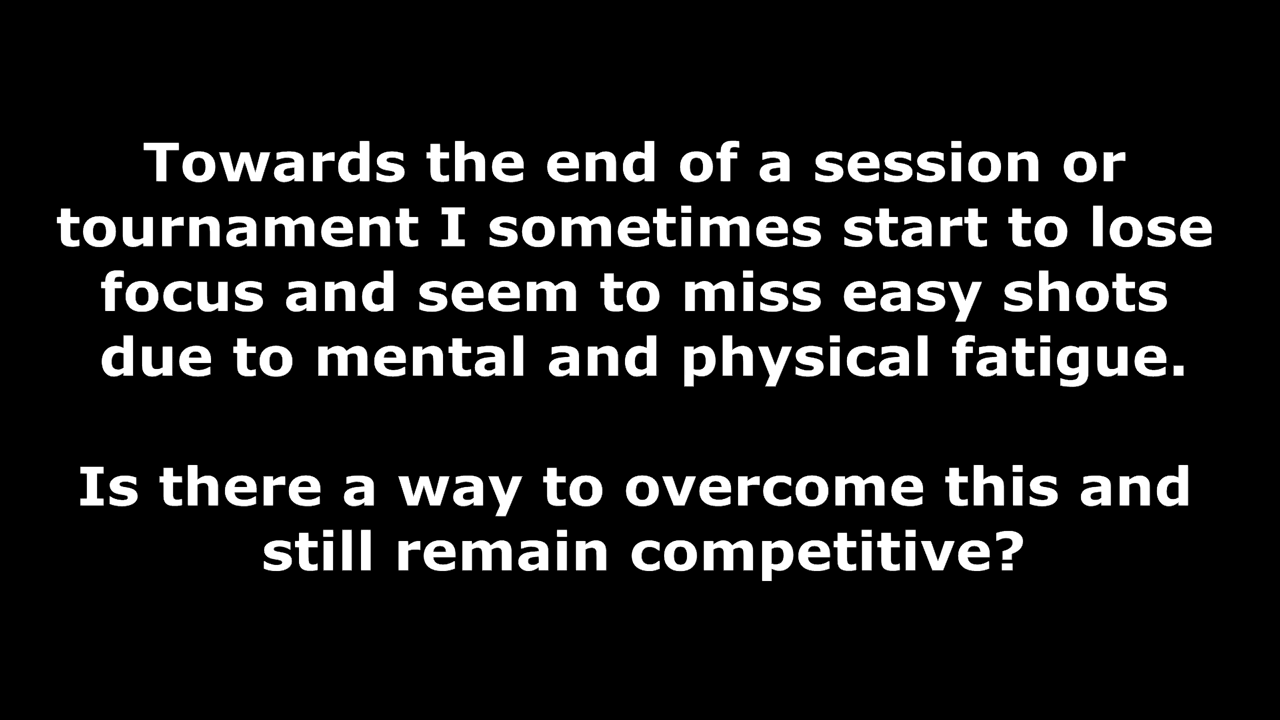 Towards the end of a session or
tournament I sometimes start to lose
focus and seem to miss easy shots
due to mental and physical fatigue.
Is there a way to overcome this and
still remain competitive?